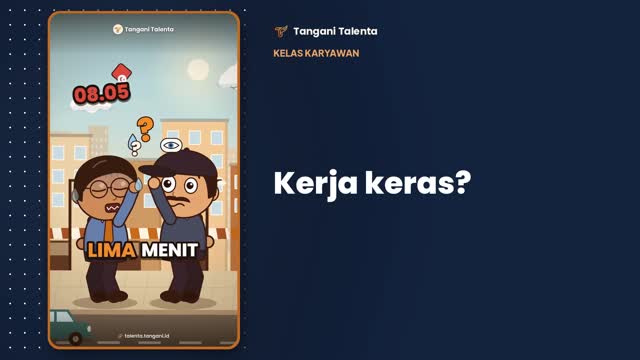 Tangani Talenta
08.05
LIMA MENIT
talenta.tangani.id
Tangani Talenta
KELAS KARYAWAN
Kerja keras?